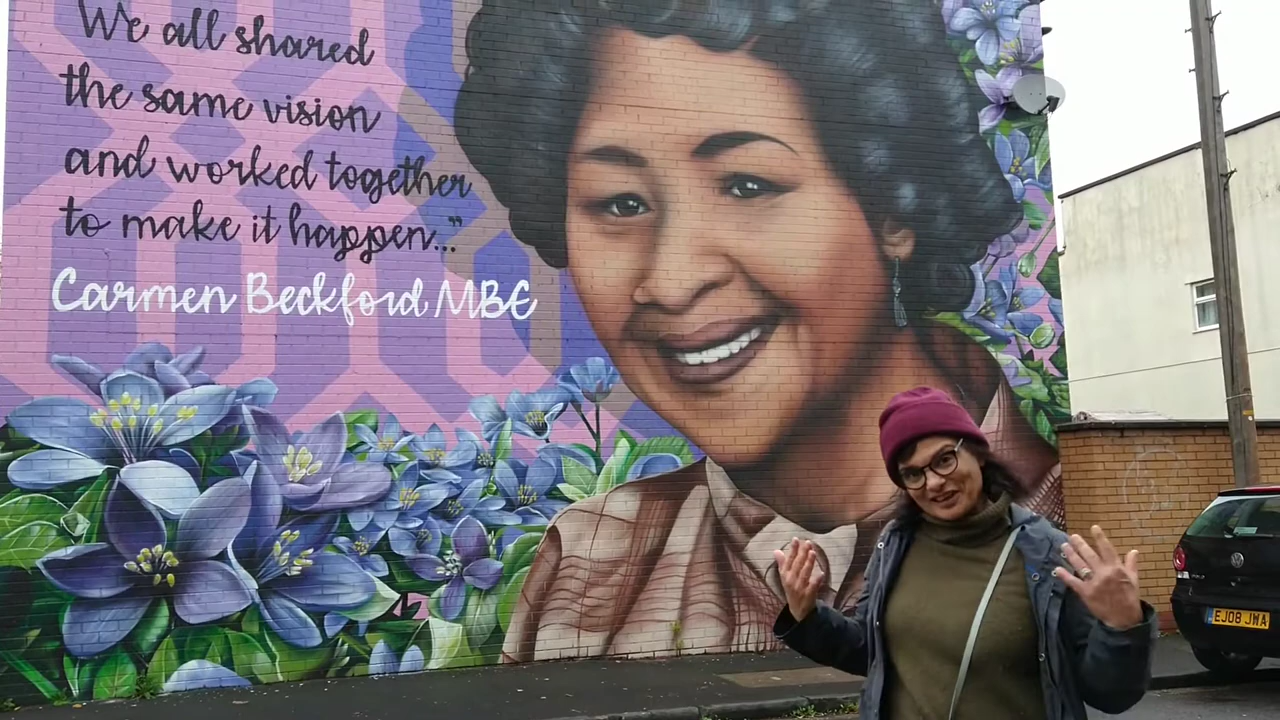 We all shared
the same vision
and worked together
to make it happen..."
Carmen Beckford MBE
EJ08 JWA